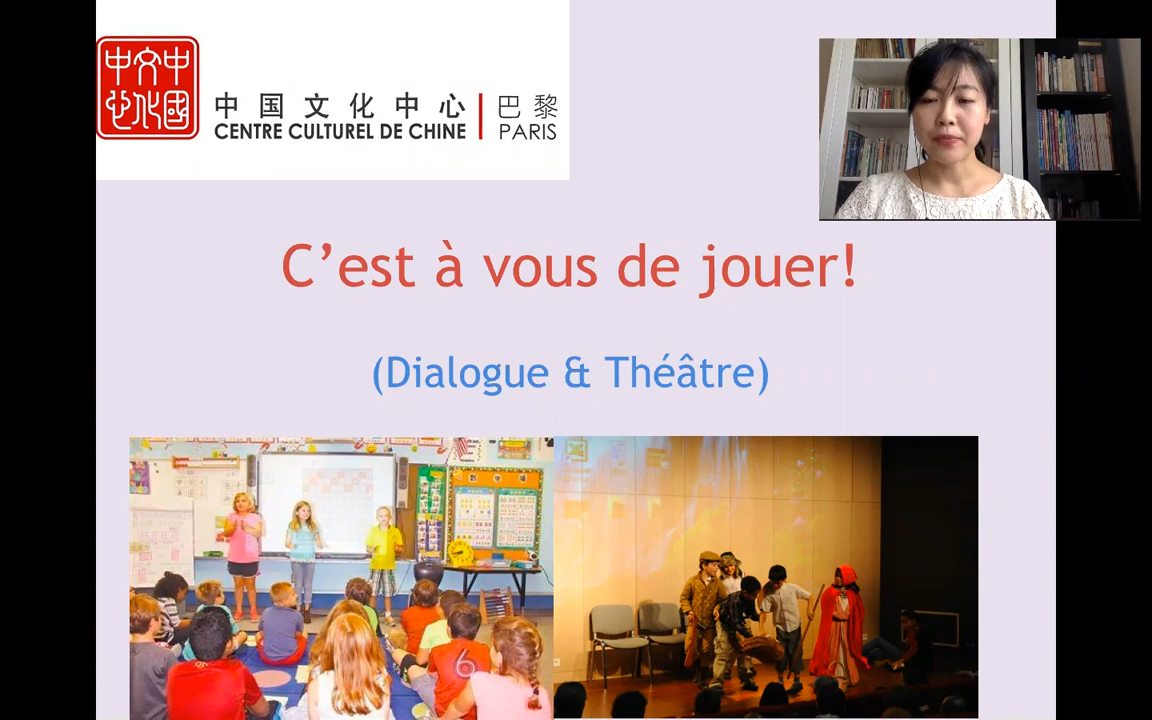 中国文化中心 巴黎
CENTRE CULTUREL DE CHINE PARIS
C'est à vous de jouer!
(Dialogue & Théâtre)
6